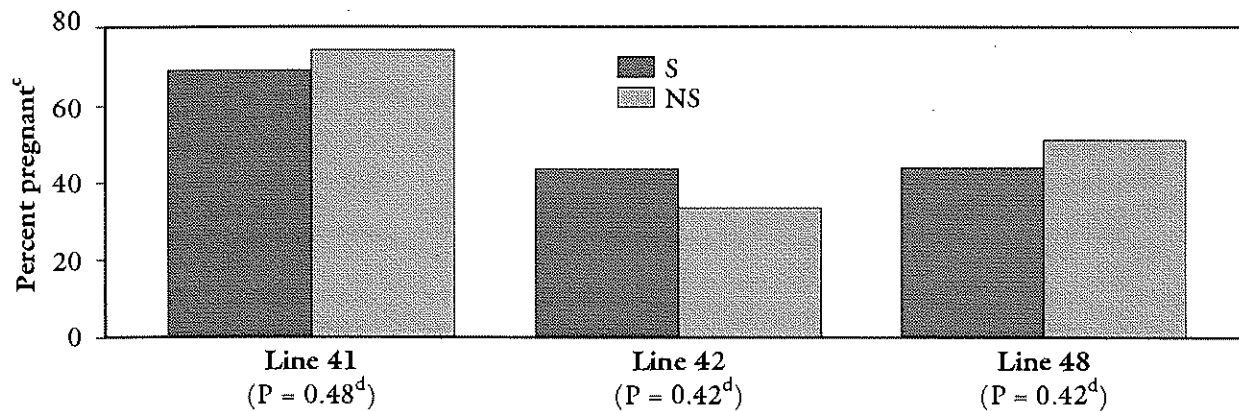 80
60
40
20
0
Percent pregnant^c
S
NS
Line 41
(P = 0.48^d)
Line 42
(P = 0.42^d)
Line 48
(P = 0.42^d)